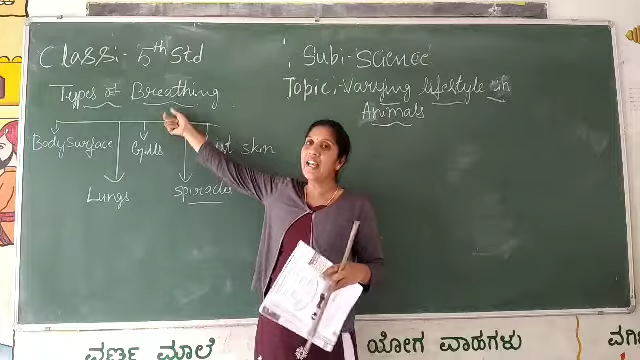 Class:- 5th Std
Sub:- Science
Types of Breathing
Topic:- Varying lifestyle in
Animals
Body Surface
Gills
skin
Lungs
Spiracles
ವರ್ಣ ಮಾಲೆ
ಯೋಗ ವಾಹಗಳು